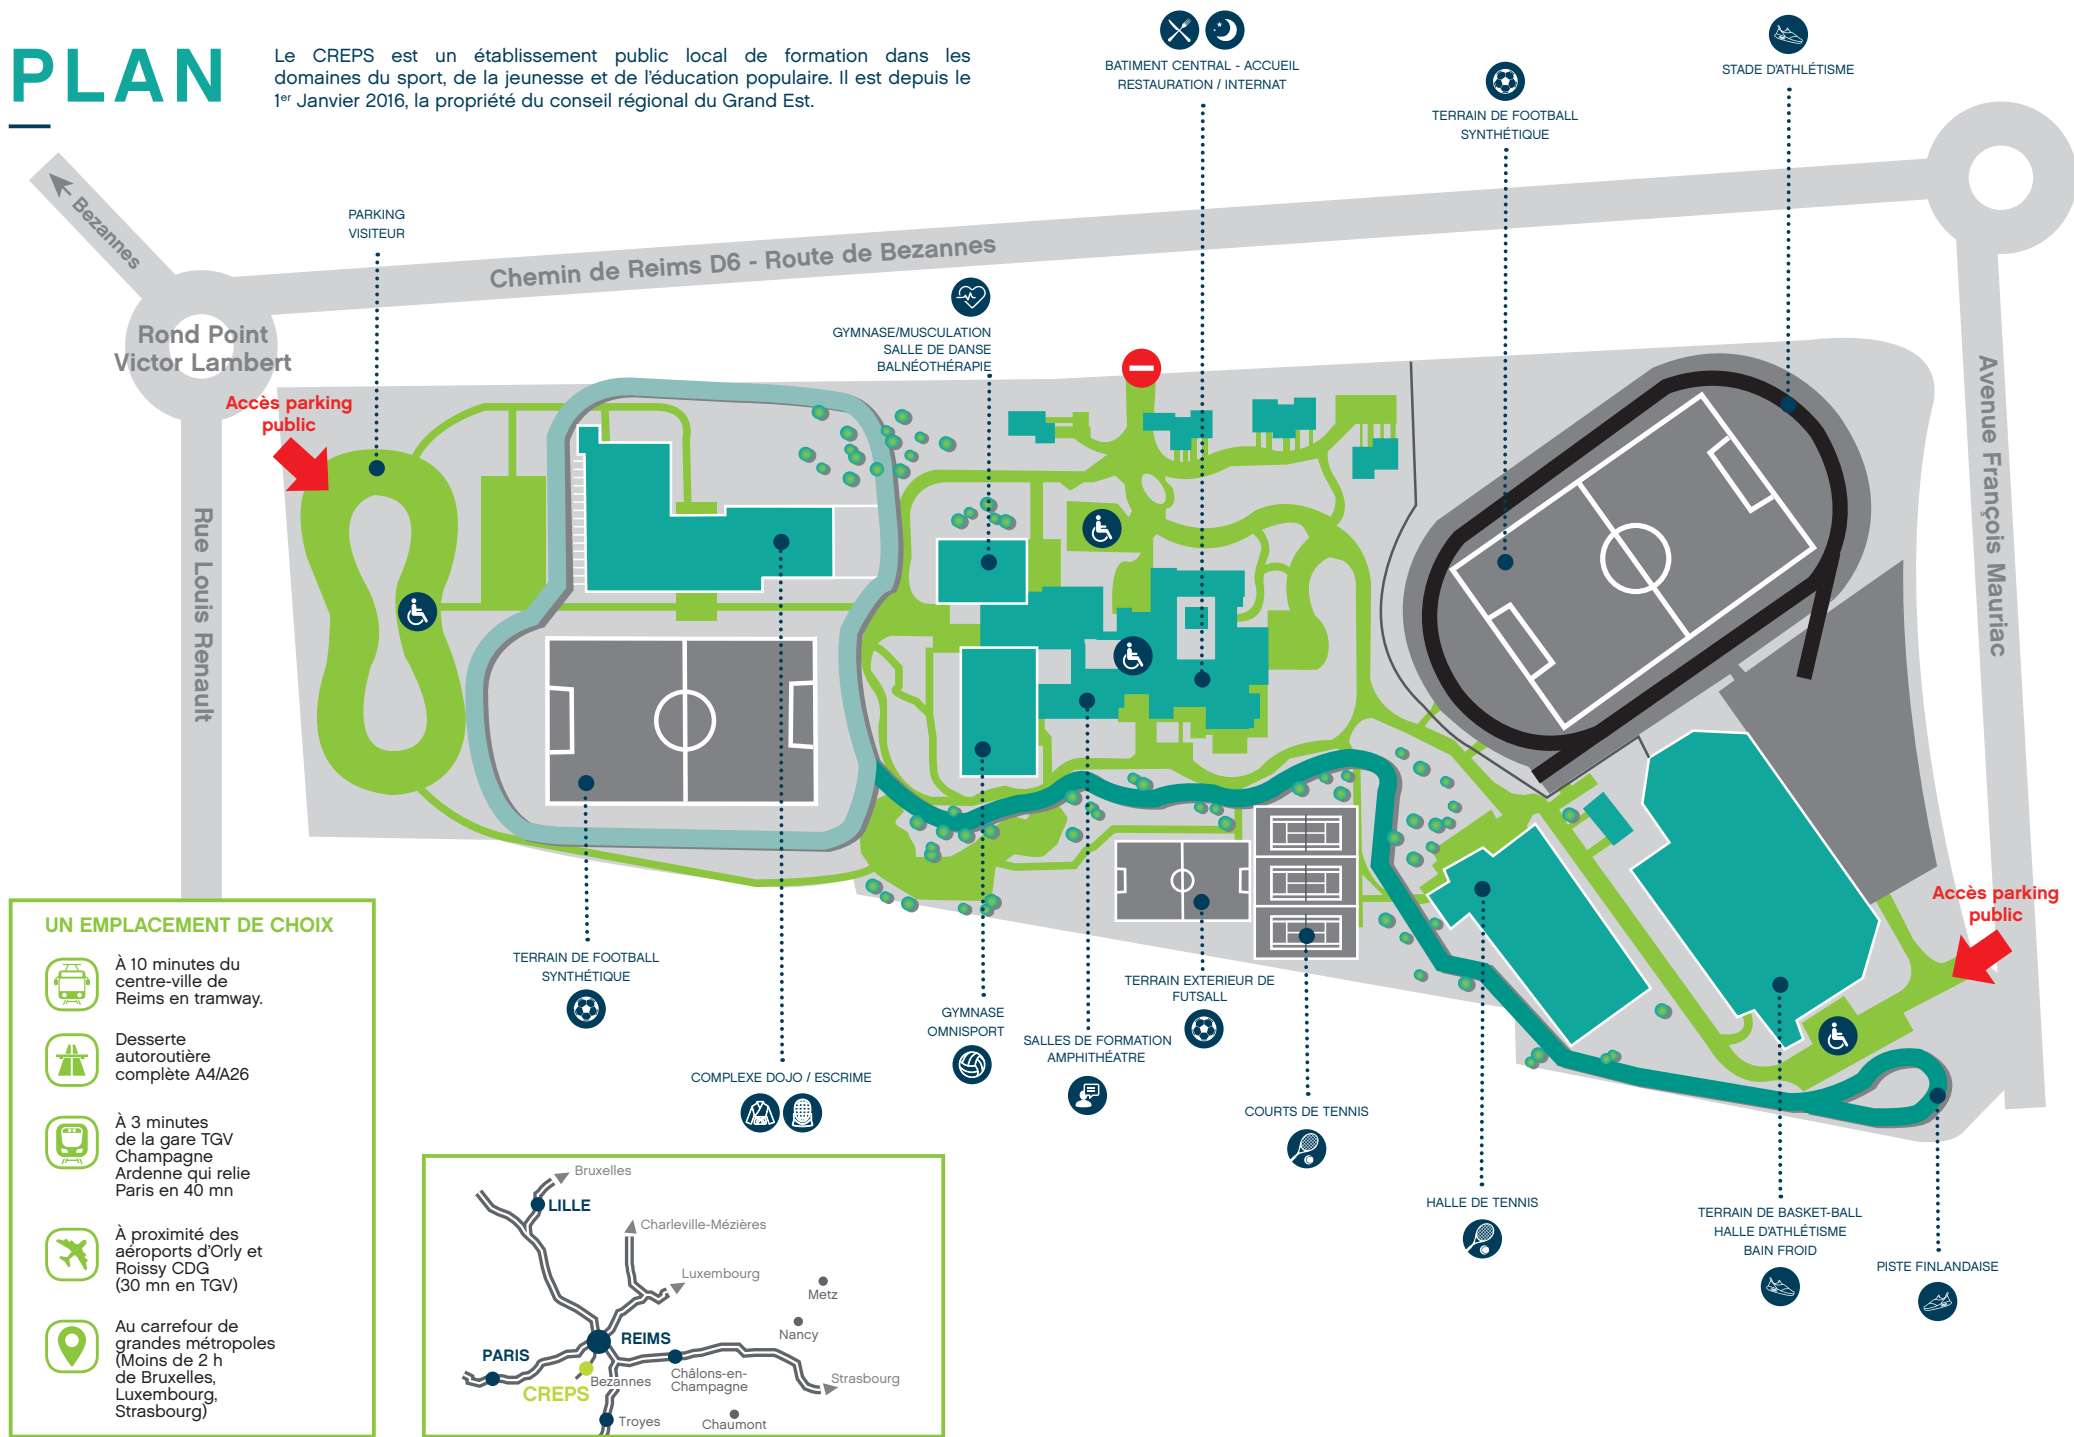 PLAN
Le CREPS est un établissement public local de formation dans les
domaines du sport, de la jeunesse et de l'éducation populaire. Il est depuis le
1er Janvier 2016, la propriété du conseil régional du Grand Est.
BATIMENT CENTRAL - ACCUEIL
RESTAURATION / INTERNAT
STADE D'ATHLÉTISME
TERRAIN DE FOOTBALL
SYNTHÉTIQUE
Bezannes
PARKING
VISITEUR
Chemin de Reims D6 - Route de Bezannes
Rond Point
Victor Lambert
GYMNASE/MUSCULATION
SALLE DE DANSE
BALNÉOTHÉRAPIE
Accès parking
public
Rue Louis Renault
Avenue François Mauriac
Accès parking
public
TERRAIN DE FOOTBALL
SYNTHÉTIQUE
GYMNASE
OMNISPORT
SALLES DE FORMATION
AMPHITHÉATRE
TERRAIN EXTERIEUR DE
FUTSALL
COMPLEXE DOJO / ESCRIME
COURTS DE TENNIS
HALLE DE TENNIS
TERRAIN DE BASKET-BALL
HALLE D'ATHLÉTISME
BAIN FROID
PISTE FINLANDAISE
UN EMPLACEMENT DE CHOIX
À 10 minutes du
centre-ville de
Reims en tramway.
Desserte
autoroutière
complète A4/A26
À 3 minutes
de la gare TGV
Champagne
Ardenne qui relie
Paris en 40 mn
À proximité des
aéroports d'Orly et
Roissy CDG
(30 mn en TGV)
Au carrefour de
grandes métropoles
(Moins de 2 h
de Bruxelles,
Luxembourg,
Strasbourg)
Bruxelles
LILLE
Charleville-Mézières
Luxembourg
Metz
Nancy
REIMS
PARIS
Bezannes
CREPS
Châlons-en-
Champagne
Strasbourg
Troyes
Chaumont